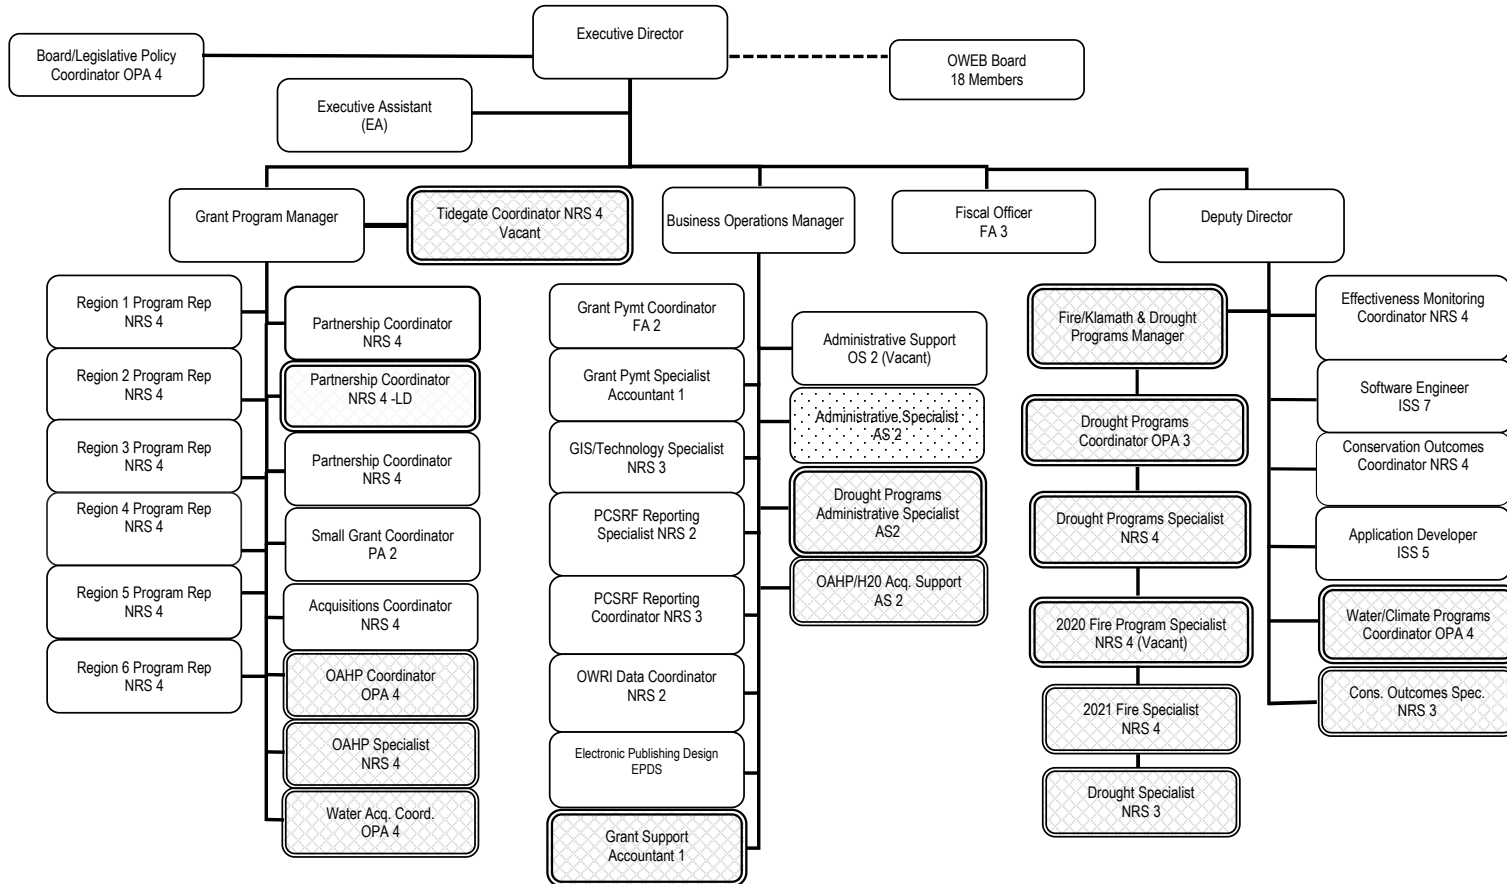 Executive Director
Board/Legislative Policy
Coordinator OPA 4
OWEB Board
18 Members
Executive Assistant
(EA)
Grant Program Manager
Tidegate Coordinator NRS 4
Vacant
Business Operations Manager
Fiscal Officer
FA 3
Deputy Director
Region 1 Program Rep
NRS 4
Region 2 Program Rep
NRS 4
Region 3 Program Rep
NRS 4
Region 4 Program Rep
NRS 4
Region 5 Program Rep
NRS 4
Region 6 Program Rep
NRS 4
Partnership Coordinator
NRS 4
Partnership Coordinator
NRS 4 -LD
Partnership Coordinator
NRS 4
Small Grant Coordinator
PA 2
Acquisitions Coordinator
NRS 4
OAHP Coordinator
OPA 4
OAHP Specialist
NRS 4
Water Acq. Coord.
OPA 4
Grant Pymt Coordinator
FA 2
Grant Pymt Specialist
Accountant 1
GIS/Technology Specialist
NRS 3
PCSRF Reporting
Specialist NRS 2
PCSRF Reporting
Coordinator NRS 3
OWRI Data Coordinator
NRS 2
Electronic Publishing Design
EPDS
Grant Support
Accountant 1
Administrative Support
OS 2 (Vacant)
Administrative Specialist
AS 2
Drought Programs
Administrative Specialist
AS2
OAHP/H20 Acq. Support
AS 2
Fire/Klamath & Drought
Programs Manager
Drought Programs
Coordinator OPA 3
Drought Programs Specialist
NRS 4
2020 Fire Program Specialist
NRS 4 (Vacant)
2021 Fire Specialist
NRS 4
Drought Specialist
NRS 3
Effectiveness Monitoring
Coordinator NRS 4
Software Engineer
ISS 7
Conservation Outcomes
Coordinator NRS 4
Application Developer
ISS 5
Water/Climate Programs
Coordinator OPA 4
Cons. Outcomes Spec.
NRS 3